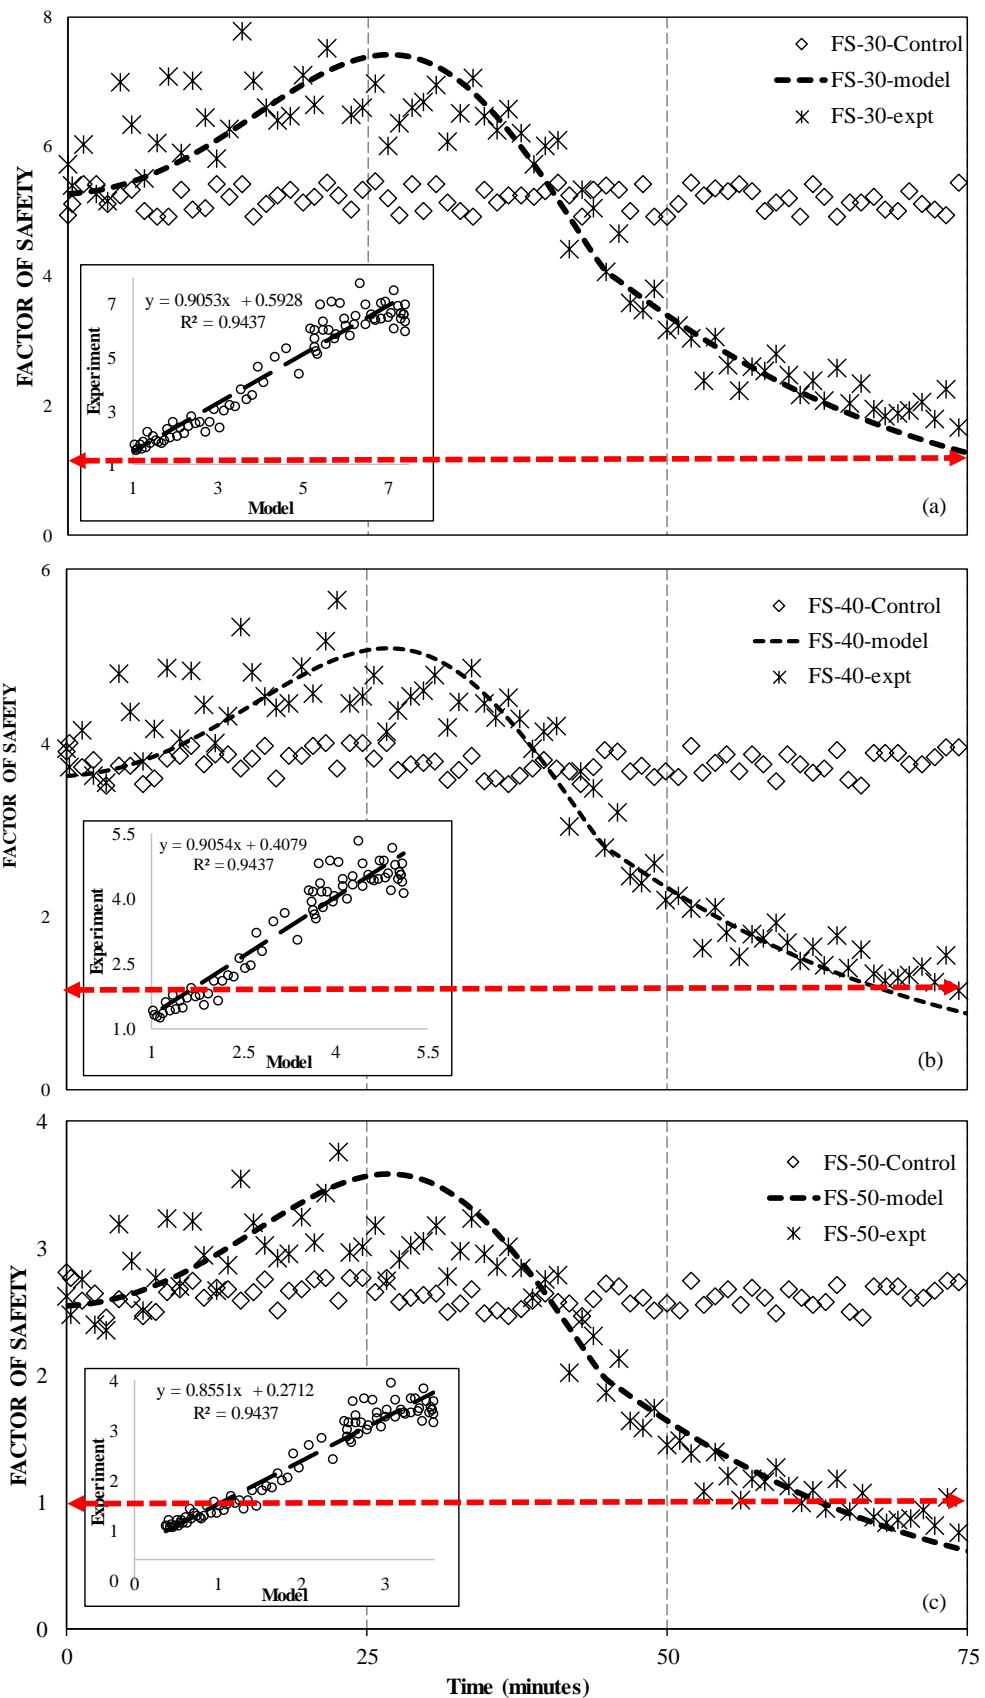 8
FS-30-Control
FS-30-model
FS-30-expt
6
4
2
0
FACTOR OF SAFETY
y = 0.9053x + 0.5928
R² = 0.9437
7
5
3
1
Experiment
1 3 5 7
Model
(a)
6
FS-40-Control
FS-40-model
FS-40-expt
4
2
0
FACTOR OF SAFETY
5.5
y = 0.9054x + 0.4079
R² = 0.9437
4.0
2.5
1.0
Experiment
1 2.5 4 5.5
Model
(b)
4
FS-50-Control
FS-50-model
FS-50-expt
3
2
1
0
FACTOR OF SAFETY
4
y = 0.8551x + 0.2712
R² = 0.9437
3
2
1
0
Experiment
0 1 2 3
Model
(c)
0 25 50 75
Time (minutes)